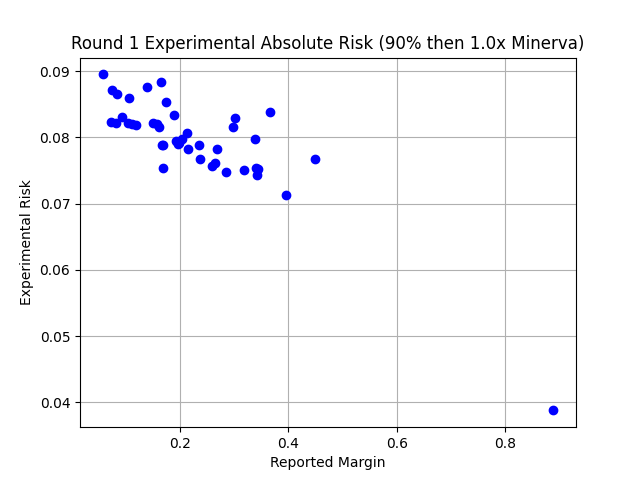 Round 1 Experimental Absolute Risk (90% then 1.0x Minerva)
0.09
0.08
0.07
0.06
0.05
0.04
Experimental Risk
0.2 0.4 0.6 0.8
Reported Margin